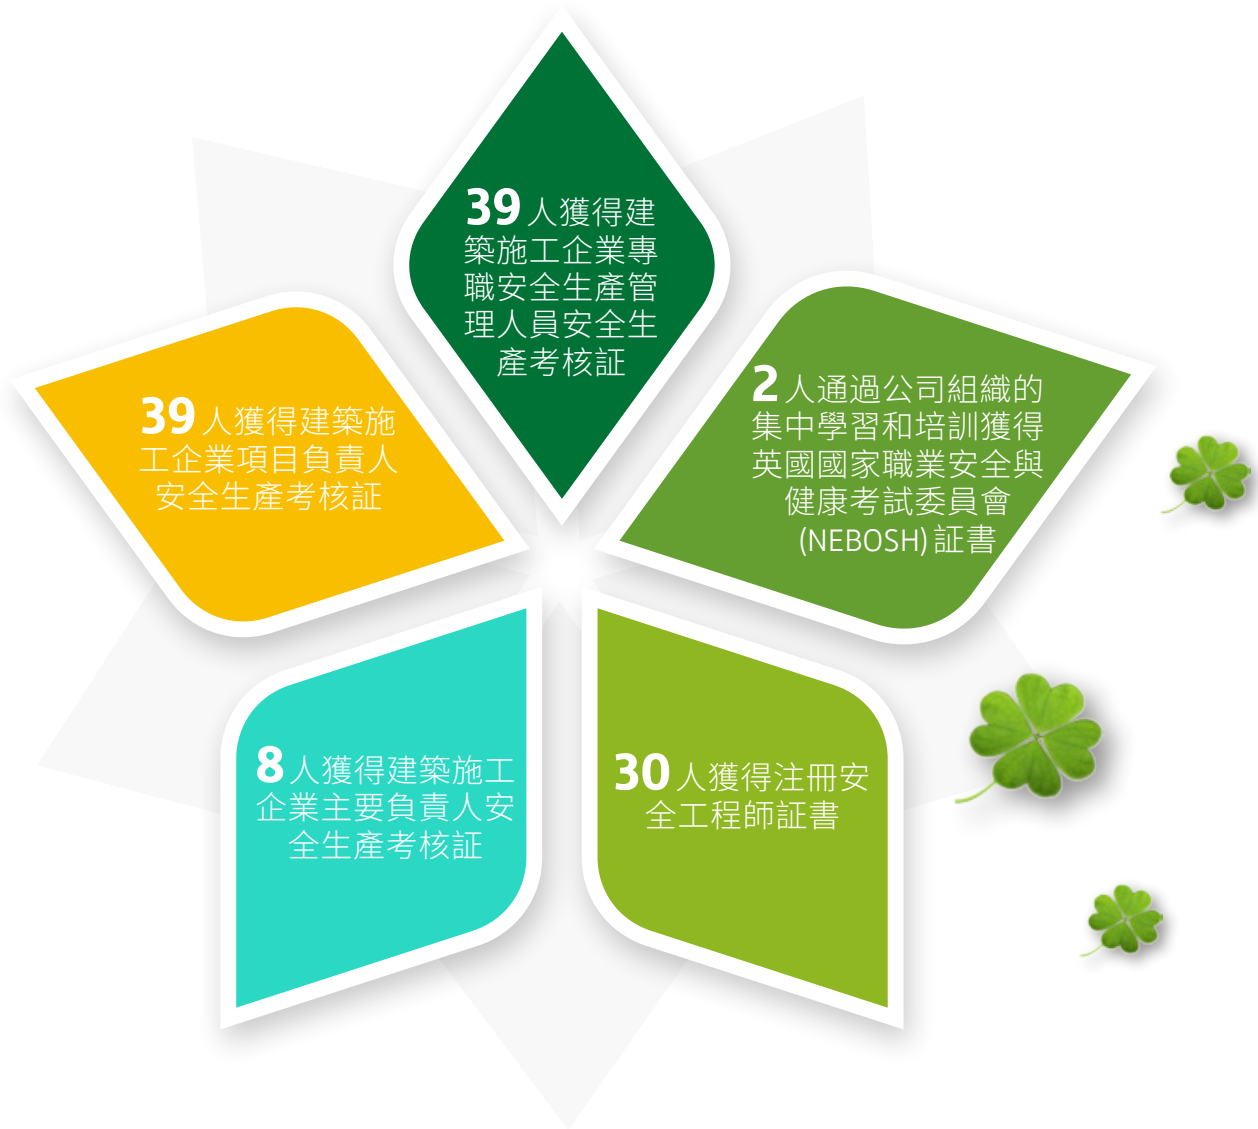 39 人獲得建
築施工企業專
職安全生產管
理人員安全生
產考核証
2 人通過公司組織的
集中學習和培訓獲得
英國國家職業安全與
健康考試委員會
(NEBOSH) 証書
39 人獲得建築施
工企業項目負責人
安全生產考核証
8 人獲得建築施工
企業主要負責人安
全生產考核証
30 人獲得注冊安
全工程師証書